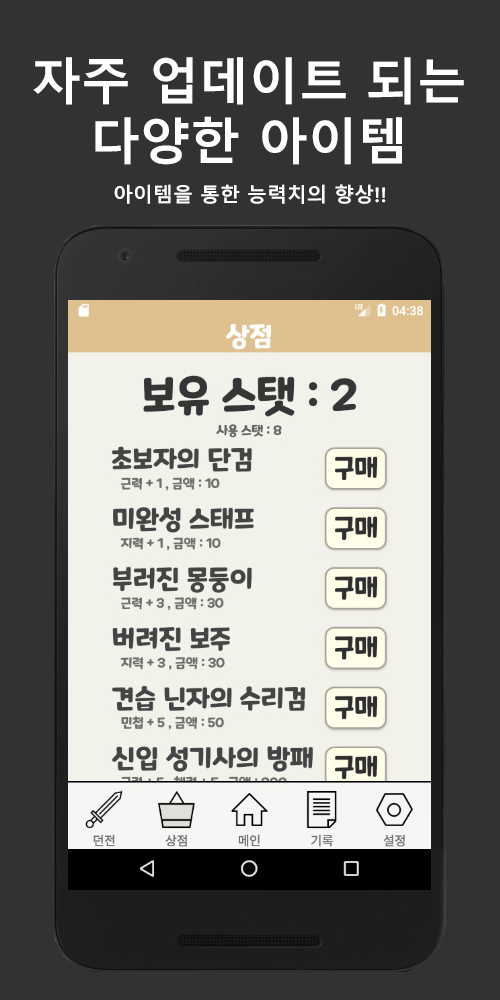 자주 업데이트 되는
다양한 아이템
아이템을 통한 능력치의 향상!!
LTE 04:38
상점
보유 스탯 : 2
사용 스탯 : 8
초보자의 단검
근력 + 1 , 금액 : 10
구매
미완성 스태프
지력 + 1 , 금액 : 10
구매
부러진 몽둥이
근력 + 3 , 금액 : 30
구매
버려진 보주
지력 + 3 , 금액 : 30
구매
견습 닌자의 수리검
민첩 + 5 , 금액 : 50
구매
신입 성기사의 방패
구매
던전
상점
메인
기록
설정